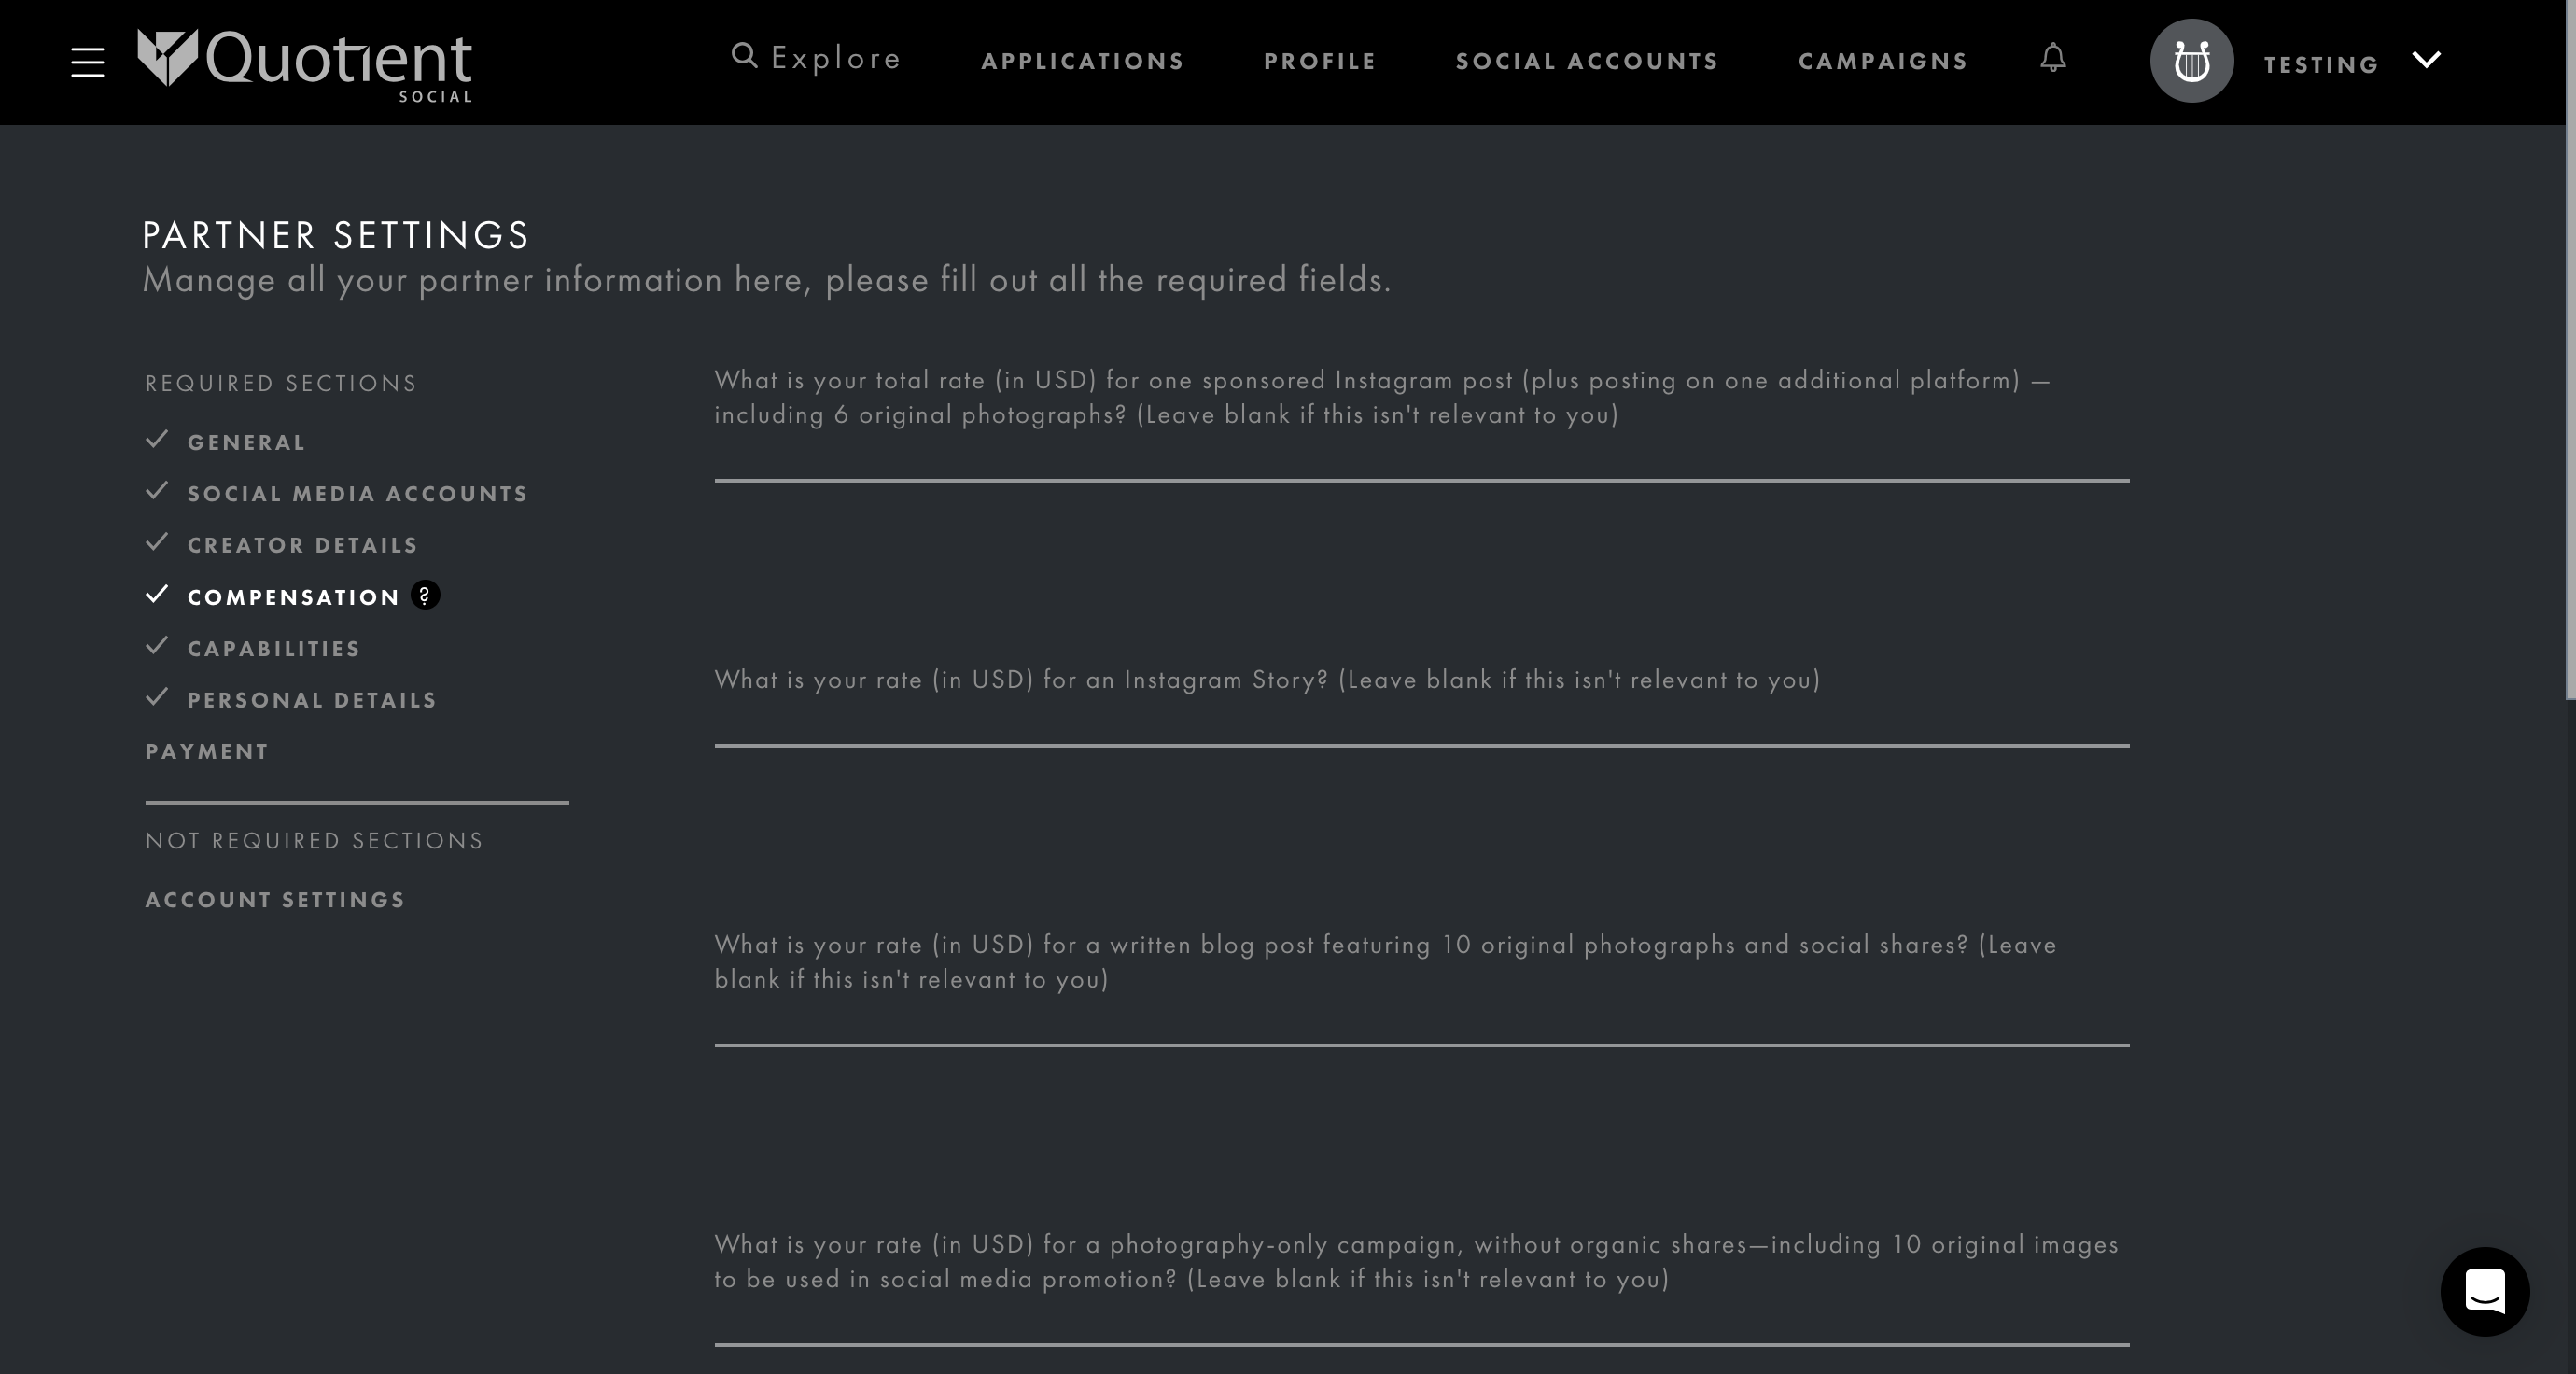 Quotient
SOCIAL
Explore
APPLICATIONS
PROFILE
SOCIAL ACCOUNTS
CAMPAIGNS
TESTING
PARTNER SETTINGS
Manage all your partner information here, please fill out all the required fields.
REQUIRED SECTIONS
GENERAL
SOCIAL MEDIA ACCOUNTS
CREATOR DETAILS
COMPENSATION ?
CAPABILITIES
PERSONAL DETAILS
PAYMENT
NOT REQUIRED SECTIONS
ACCOUNT SETTINGS
What is your total rate (in USD) for one sponsored Instagram post (plus posting on one additional platform) —
including 6 original photographs? (Leave blank if this isn't relevant to you)
What is your rate (in USD) for an Instagram Story? (Leave blank if this isn't relevant to you)
What is your rate (in USD) for a written blog post featuring 10 original photographs and social shares? (Leave
blank if this isn't relevant to you)
What is your rate (in USD) for a photography-only campaign, without organic shares—including 10 original images
to be used in social media promotion? (Leave blank if this isn't relevant to you)